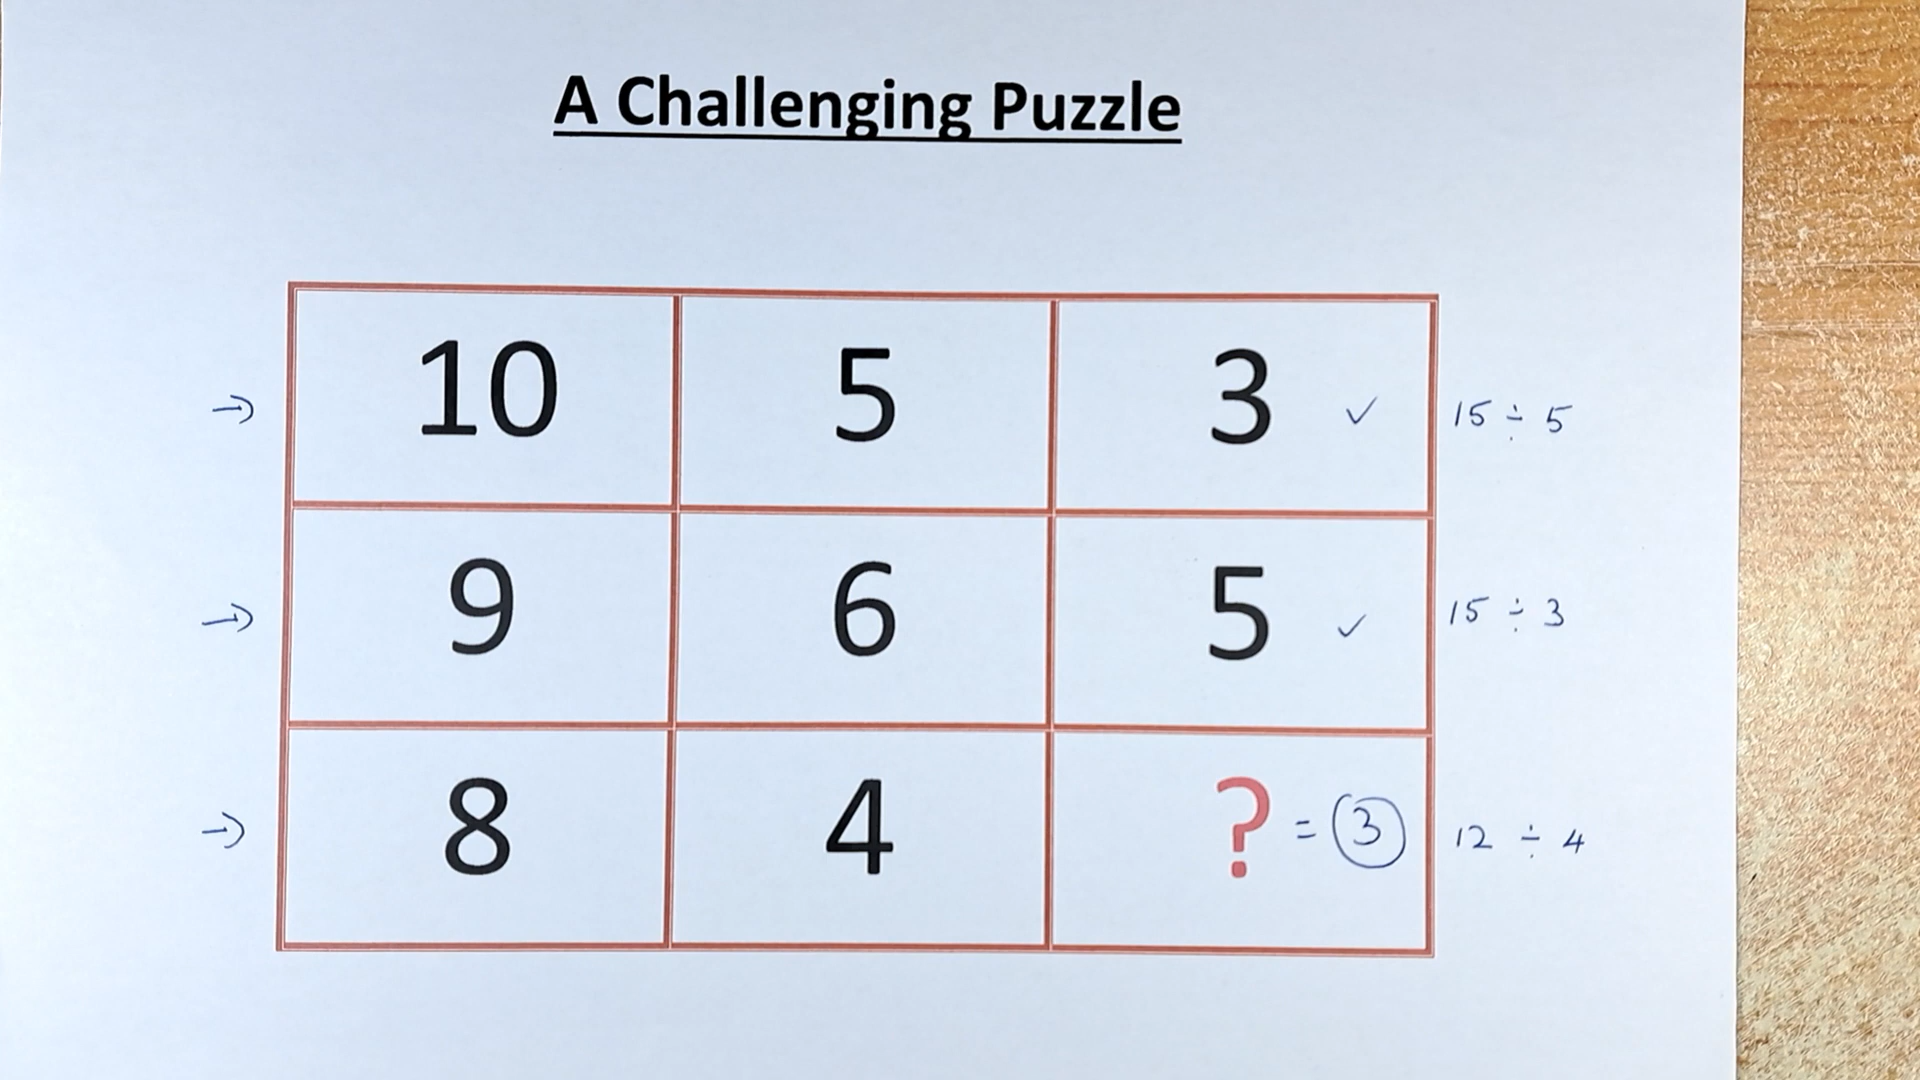 A Challenging Puzzle
→ 10 5 3 ✓ 15 ÷ 5
→ 9 6 5 ✓ 15 ÷ 3
→ 8 4 ? = 3 12 ÷ 4